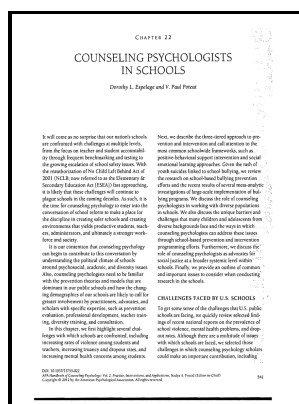 CHAPTER 22
COUNSELING PSYCHOLOGISTS
IN SCHOOLS
Dorothy L. Espelage and V. Paul Poteat
It will come as no surprise that our nation's schools
are confronted with challenges at multiple levels,
from the focus on teacher and student accountabil-
ity through frequent benchmarking and testing to
the growing escalation of school safety issues. With
the reauthorization of No Child Left Behind Act of
2001 (NCLB; now referred to as the Elementary &
Secondary Education Act [ESEA]) fast approaching,
it is likely that these challenges will continue to
plague schools in the coming decades. As such, it is
the time for counseling psychology to enter into the
conversation of school reform to make a place for
the discipline in creating safer schools and creating
environments that yield productive students, teach-
ers, administrators, and ultimately a stronger work-
force and society.
It is our contention that counseling psychology
can begin to contribute to this conversation by
understanding the political climate of schools
around psychosocial, academic, and diversity issues.
Also, counseling psychologists need to be familiar
with the prevention theories and models that are
dominant in our public schools and how the chang-
ing demographics of our schools are likely to call for
greater involvement by practitioners, advocates, and
scholars with specific expertise, such as prevention
evaluation, professional development, teacher train-
ing, diversity training, and consultation.
In this chapter, we first highlight several chal-
lenges with which schools are confronted, including
increasing rates of violence among students and
teachers, increasing truancy and dropout rates, and
increasing mental health concerns among students.
Next, we describe the three-tiered approach to pre-
vention and intervention and call attention to the
most common schoolwide frameworks, such as
positive-behavioral support intervention and social
emotional learning approaches. Given the rash of
youth suicides linked to school bullying, we review
the research on school-based bullying prevention
efforts and the recent results of several meta-analytic
investigations of large-scale implementation of bul-
lying programs. We discuss the role of counseling
psychologists in working with diverse populations
in schools. We also discuss the unique barriers and
challenges that many children and adolescents from
diverse backgrounds face and the ways in which
counseling psychologists can address these issues
through school-based prevention and intervention
programming efforts. Furthermore, we discuss the
role of counseling psychologists as advocates for
social justice at a broader systemic level within
schools. Finally, we provide an outline of common
and important issues to consider when conducting
research in the schools.
CHALLENGES FACED BY U.S. SCHOOLS
To get some sense of the challenges that U.S. public
schools are facing, we quickly review federal find-
ings of recent national reports on the prevalence of
school violence, mental health problems, and drop-
out rates. Although there are a multitude of issues
with which schools are faced, we selected those
challenges in which counseling psychology scholars
could make an important contribution, including
APA Handbook of Counseling Psychology: Vol. 2. Practice, Interventions, and Applications, Nadya A. Fouad (Editor-in-Chief)
Copyright © 2012 by the American Psychological Association. All rights reserved.
541